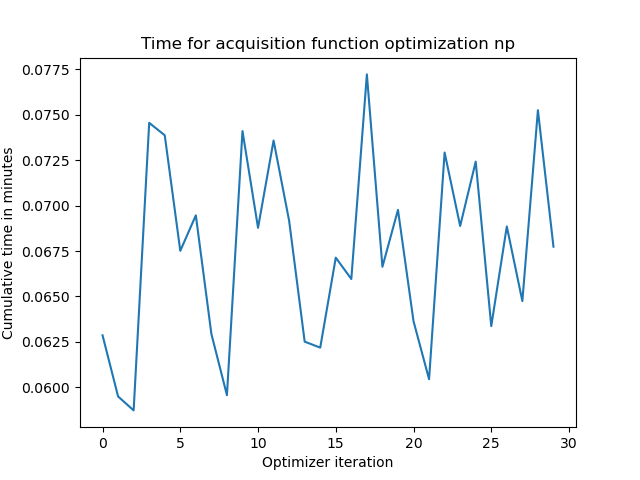 Time for acquisition function optimization np
Cumulative time in minutes
0.0775
0.0750
0.0725
0.0700
0.0675
0.0650
0.0625
0.0600
0 5 10 15 20 25 30
Optimizer iteration